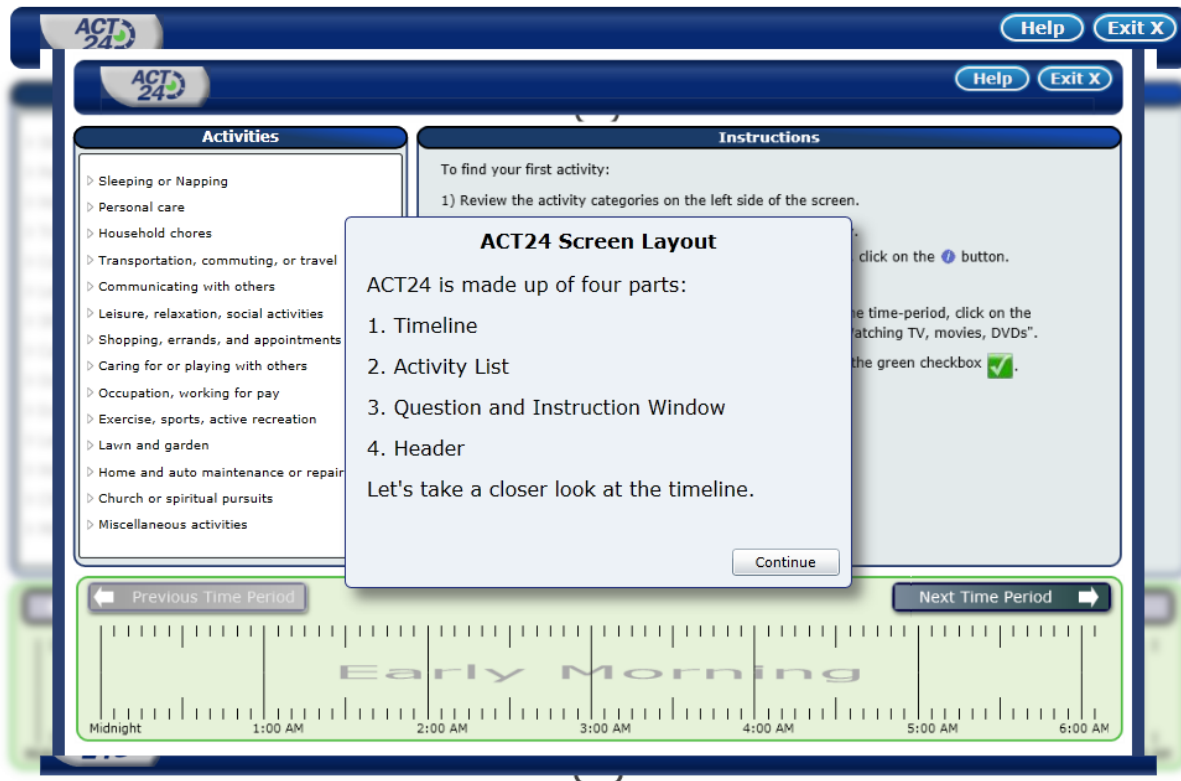 ACT
24
Help
Exit X
ACT
24
Help
Exit X
Activities
Sleeping or Napping
Personal care
Household chores
Transportation, commuting, or travel
Communicating with others
Leisure, relaxation, social activities
Shopping, errands, and appointments
Caring for or playing with others
Occupation, working for pay
Exercise, sports, active recreation
Lawn and garden
Home and auto maintenance or repair
Church or spiritual pursuits
Miscellaneous activities
Instructions
To find your first activity:
1) Review the activity categories on the left side of the screen.
click on the i button.
time-period, click on the
TV, movies, DVDs".
the green checkbox
ACT24 Screen Layout
ACT24 is made up of four parts:
1. Timeline
2. Activity List
3. Question and Instruction Window
4. Header
Let's take a closer look at the timeline.
Continue
Previous Time Period
Next Time Period
Early Morning
Midnight
1:00 AM
2:00 AM
3:00 AM
4:00 AM
5:00 AM
6:00 AM